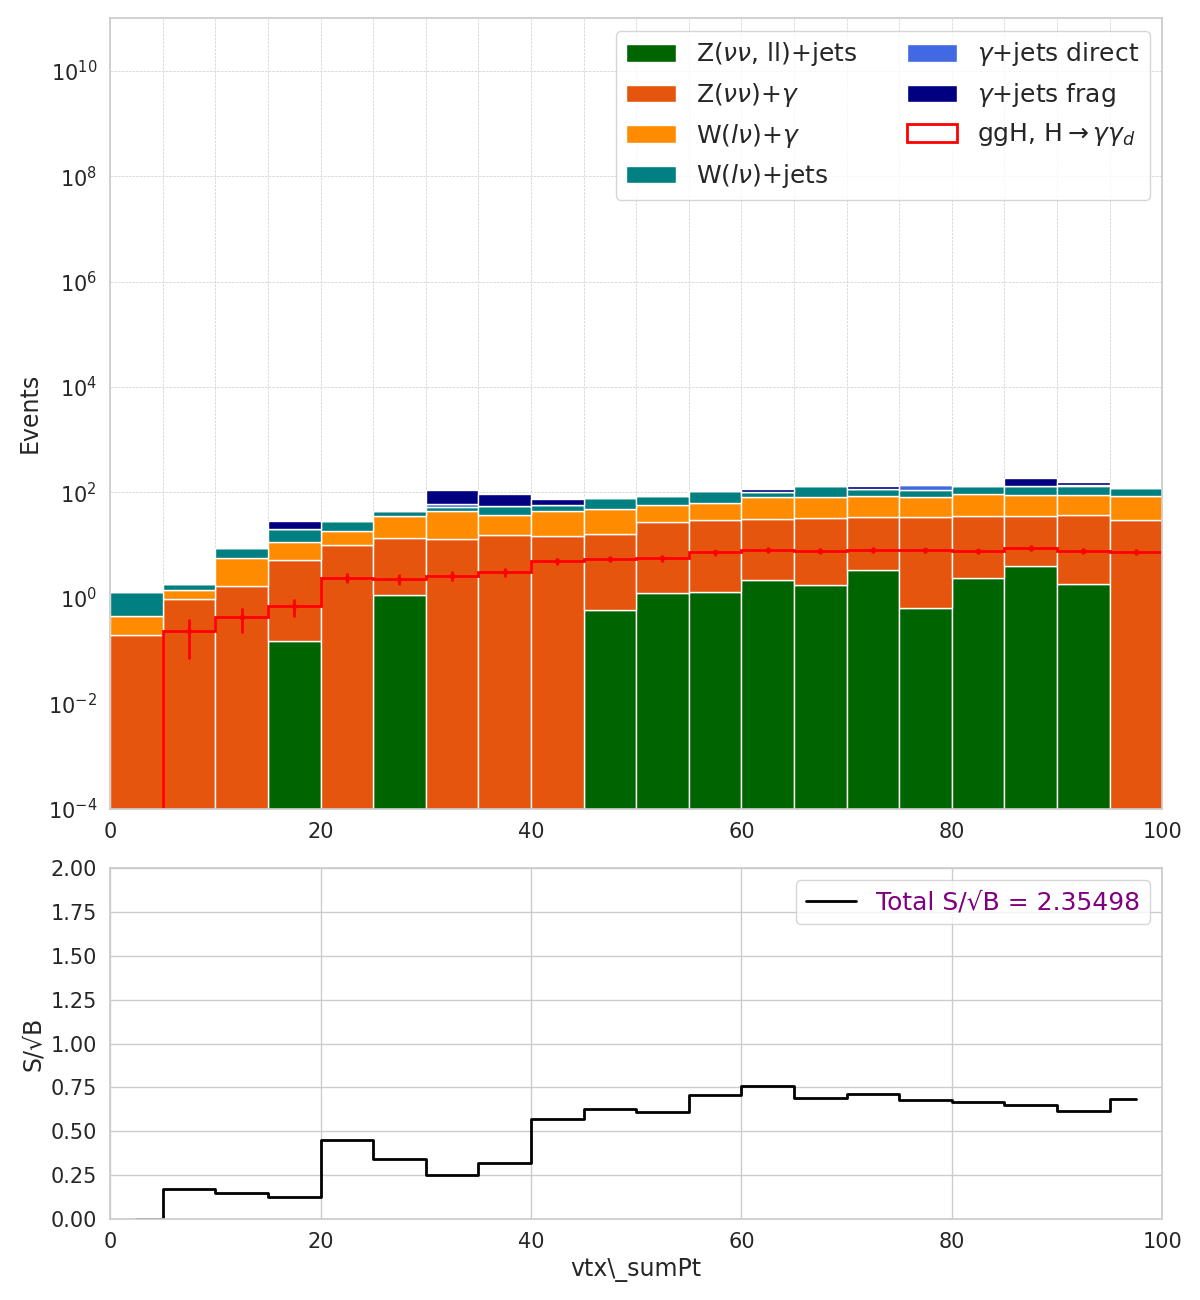 Z(νν, ll)+jets
Z(νν)+γ
W(lν)+γ
W(lν)+jets
γ+jets direct
γ+jets frag
ggH, H→γγ_d
Events
10^10
10^8
10^6
10^4
10^2
10^0
10^−2
10^−4
0 20 40 60 80 100
Total S/√B = 2.35498
S/√B
2.00
1.75
1.50
1.25
1.00
0.75
0.50
0.25
0.00
0 20 40 60 80 100
vtx\_sumPt